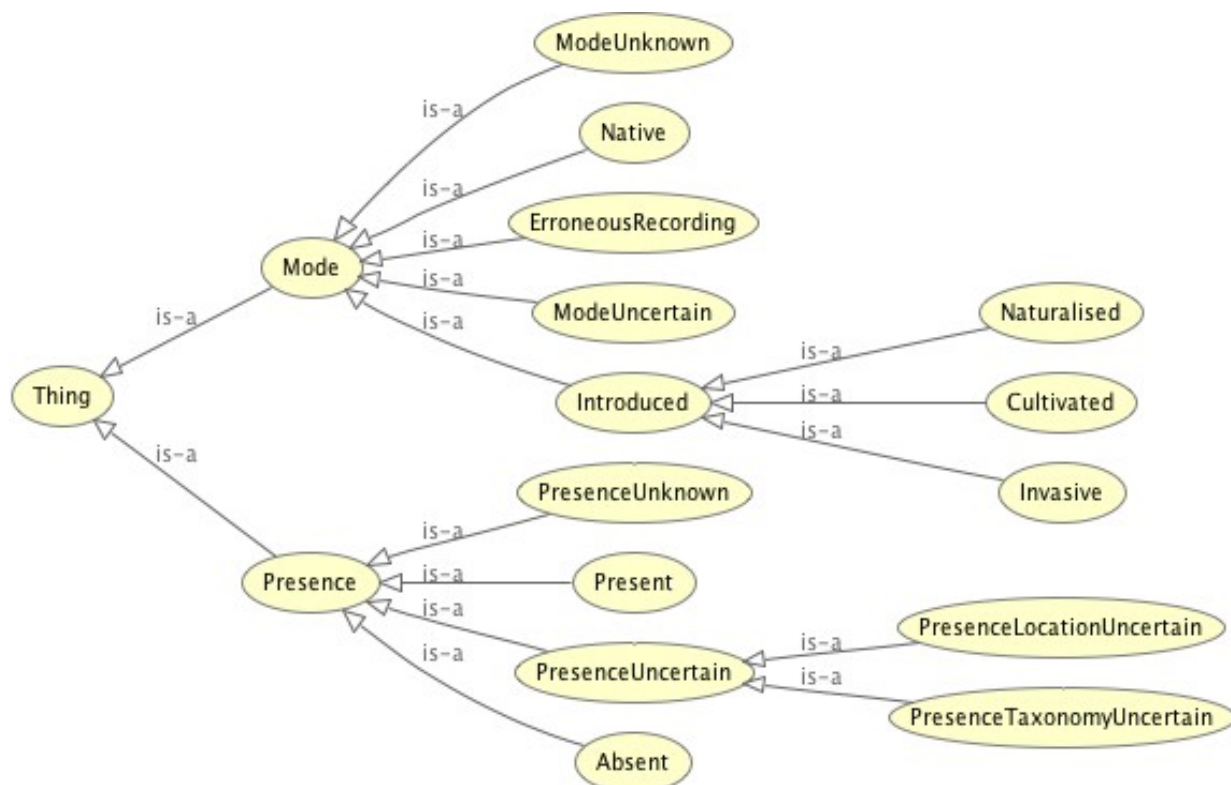 ModeUnknown
is-a
Native
is-a
ErroneousRecording
is-a
Mode
is-a
ModeUncertain
is-a
Naturalised
is-a
is-a
Thing
Introduced
is-a
Cultivated
is-a
is-a
PresenceUnknown
Invasive
is-a
Presence
is-a
Present
is-a
PresenceLocationUncertain
is-a
is-a
PresenceUncertain
is-a
PresenceTaxonomyUncertain
Absent